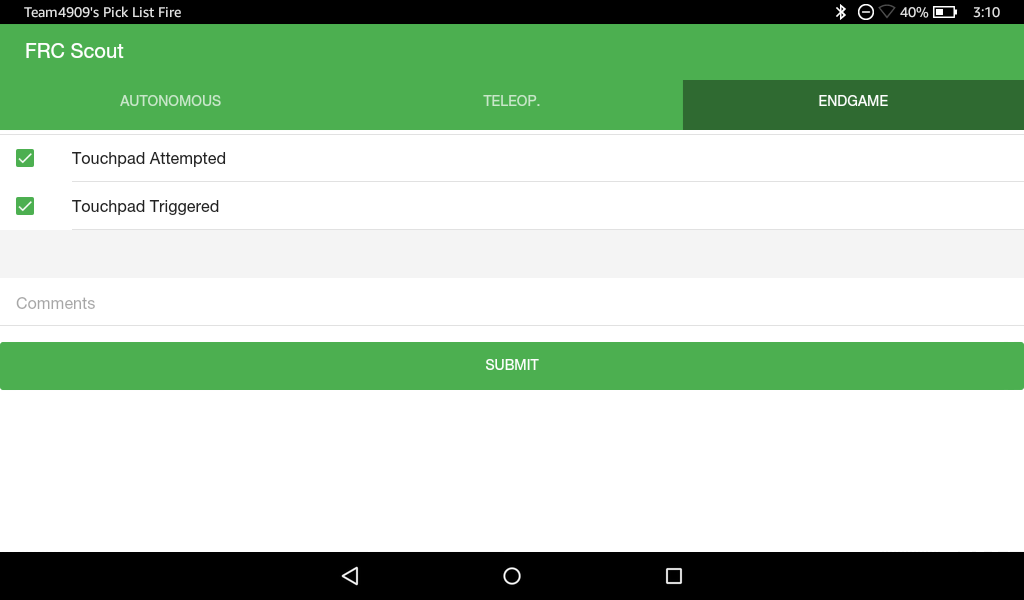 Team4909's Pick List Fire 40% 3:10
FRC Scout
AUTONOMOUS TELEOP. ENDGAME
Touchpad Attempted
Touchpad Triggered
Comments
SUBMIT